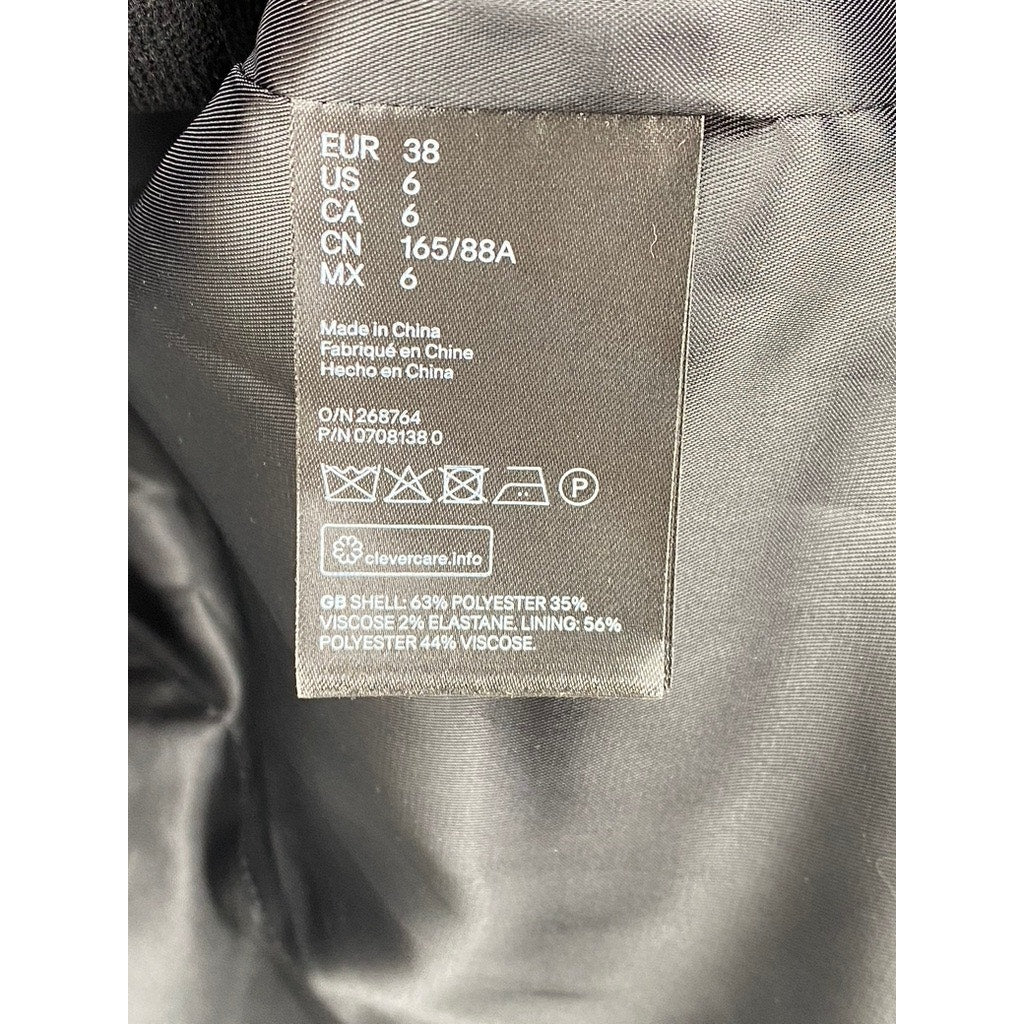 EUR 38
US 6
CA 6
CN 165/88A
MX 6
Made in China
Fabriqué en Chine
Hecho en China
O/N 268764
P/N 0708138 0
P
clevercare.info
GB SHELL: 63% POLYESTER 35%
VISCOSE 2% ELASTANE. LINING: 56%
POLYESTER 44% VISCOSE.